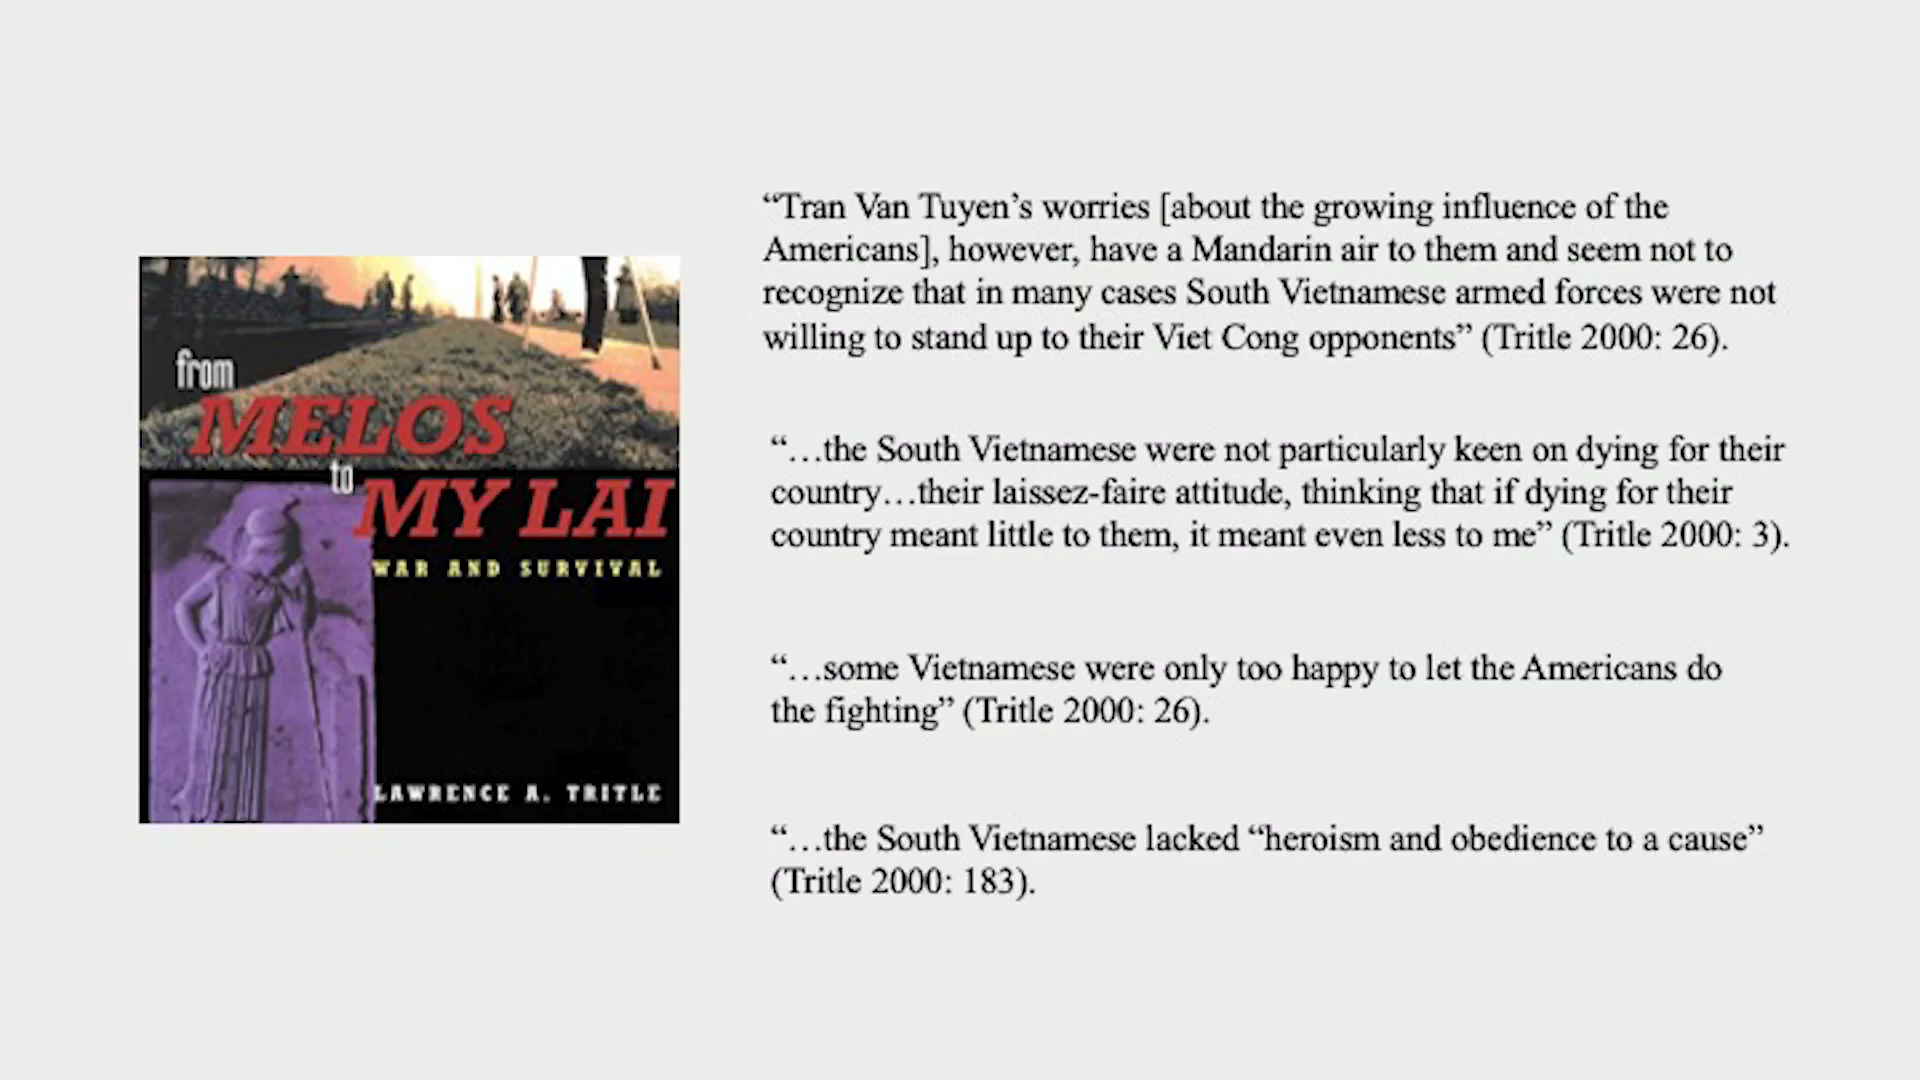 from
MELOS
to
MY LAI
WAR AND SURVIVAL
LAWRENCE A. TRITLE
“Tran Van Tuyen’s worries [about the growing influence of the
Americans], however, have a Mandarin air to them and seem not to
recognize that in many cases South Vietnamese armed forces were not
willing to stand up to their Viet Cong opponents” (Tritle 2000: 26).
“…the South Vietnamese were not particularly keen on dying for their
country…their laissez-faire attitude, thinking that if dying for their
country meant little to them, it meant even less to me” (Tritle 2000: 3).
“…some Vietnamese were only too happy to let the Americans do
the fighting” (Tritle 2000: 26).
“…the South Vietnamese lacked “heroism and obedience to a cause”
(Tritle 2000: 183).